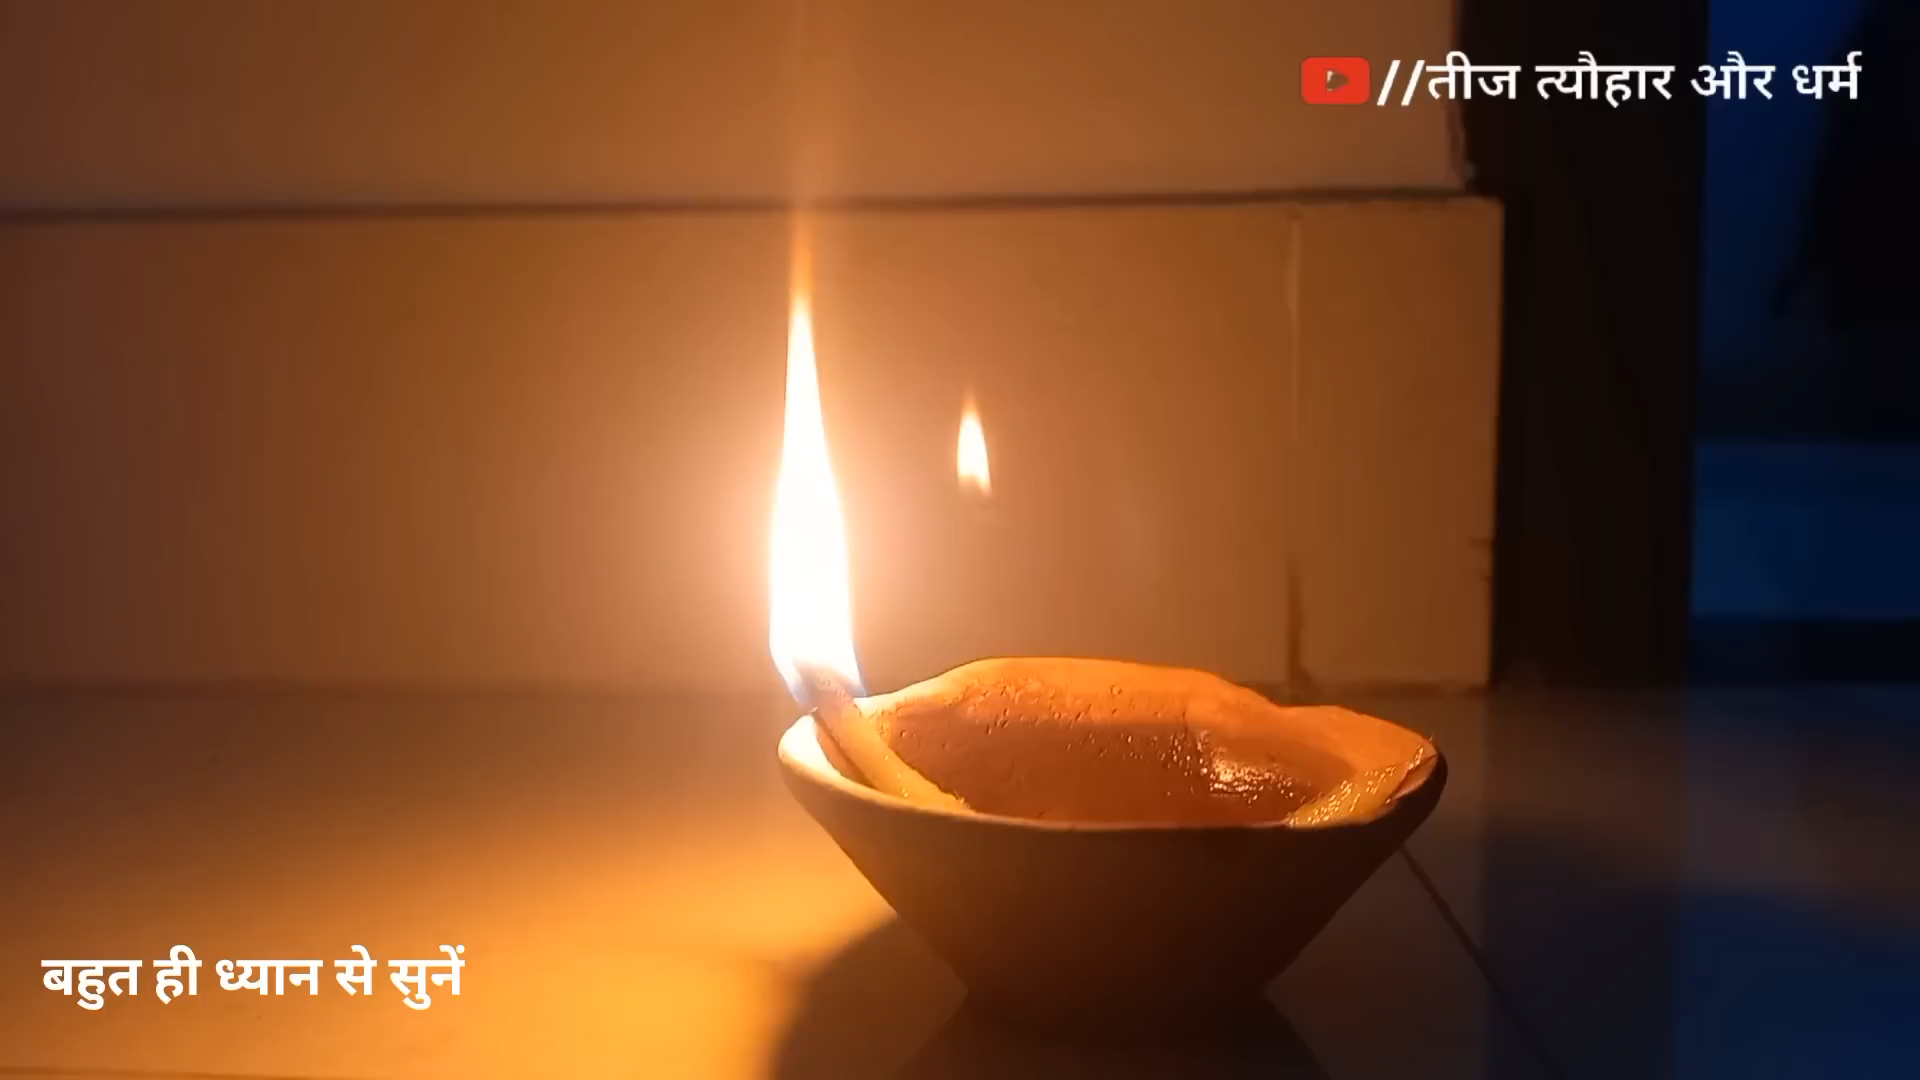 //तीज त्यौहार और धर्म
बहुत ही ध्यान से सुनें